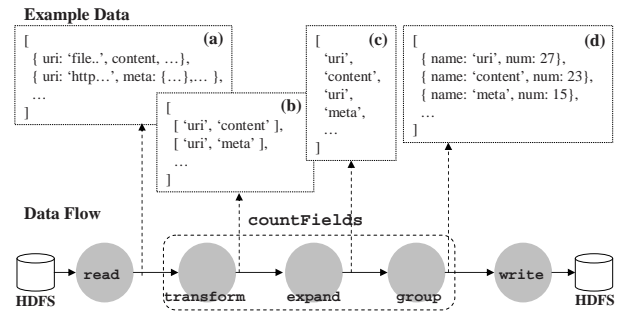 Example Data
(a)
[
{ uri: ‘file..’, content, …},
{ uri: ‘http…’, meta: {…},… },
…
]
(b)
[
[ ‘uri’, ‘content’ ],
[ ‘uri’, ‘meta’ ],
…
]
(c)
[
‘uri’,
‘content’,
‘uri’,
‘meta’,
…
]
(d)
[
{ name: ‘uri’, num: 27},
{ name: ‘content’, num: 23},
{ name: ‘meta’, num: 15},
…
]
Data Flow
countFields
HDFS
read
transform
expand
group
write
HDFS